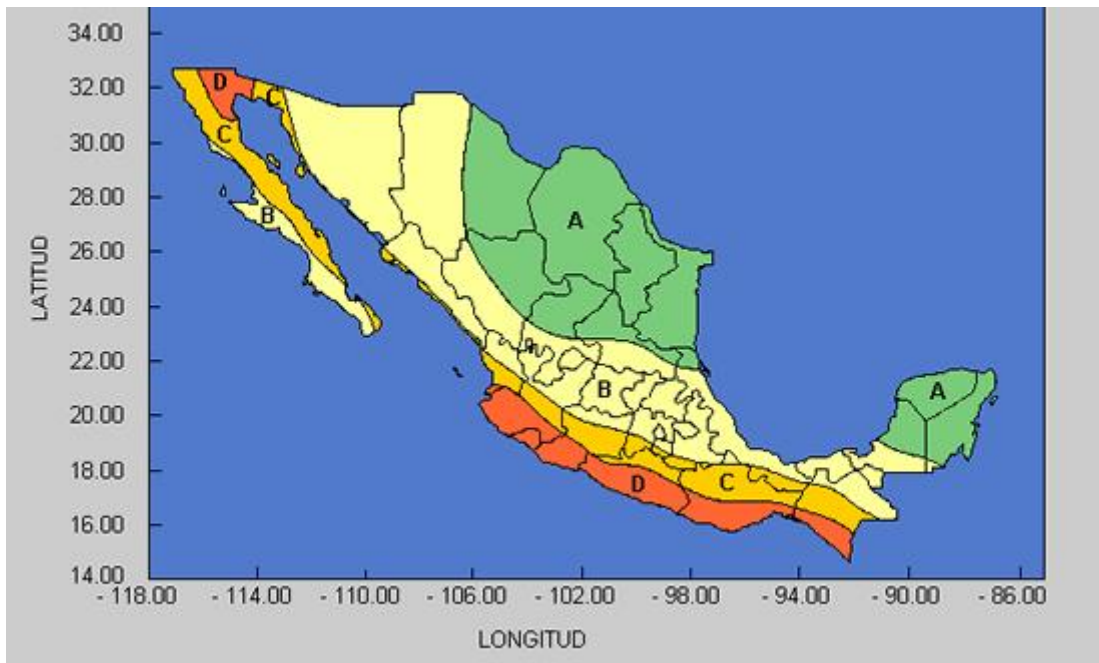 34.00
32.00
30.00
28.00
26.00
24.00
22.00
20.00
18.00
16.00
14.00
LATITUD
D
C
C
B
A
B
A
D
C
- 118.00 - 114.00 - 110.00 - 106.00 - 102.00 - 98.00 - 94.00 - 90.00 - 86.00
LONGITUD